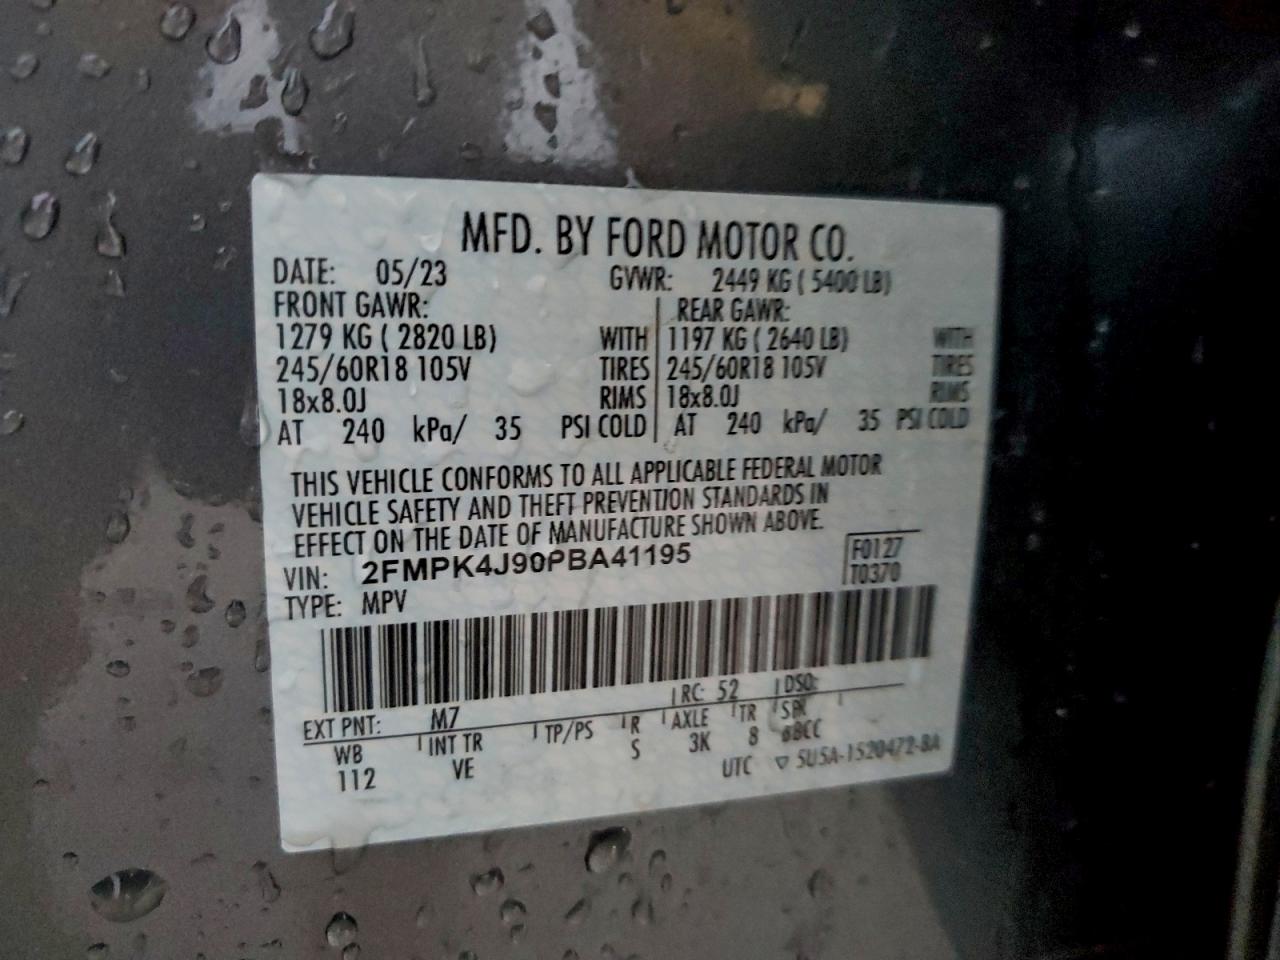 MFD. BY FORD MOTOR CO.
DATE: 05/23 GVWR: 2449 KG ( 5400 LB)
FRONT GAWR: REAR GAWR:
1279 KG ( 2820 LB) WITH 1197 KG ( 2640 LB) WITH
245/60R18 105V TIRES 245/60R18 105V TIRES
18x8.0J RIMS 18x8.0J RIMS
AT 240 kPa/ 35 PSI COLD AT 240 kPa/ 35 PSI COLD
THIS VEHICLE CONFORMS TO ALL APPLICABLE FEDERAL MOTOR
VEHICLE SAFETY AND THEFT PREVENTION STANDARDS IN
EFFECT ON THE DATE OF MANUFACTURE SHOWN ABOVE.
VIN: 2FMPK4J90PBA41195 F0127
TYPE: MPV T0370
EXT PNT: M7 RC: 52 DSO:
WB INT TR TP/PS R AXLE TR SPR
112 VE S 3K 8
UTC ▽ 5U5A-1520472-BA